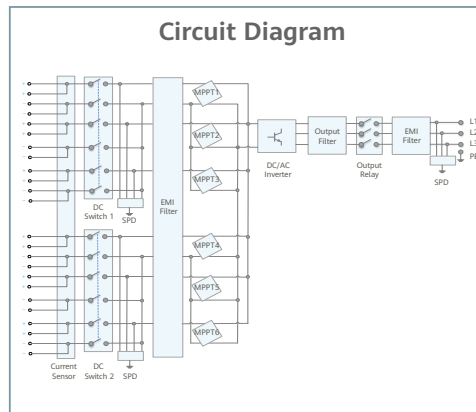 Circuit Diagram
MPPT1
MPPT2
MPPT3
MPPT4
MPPT5
MPPT6
EMI
Filter
DC/AC
Inverter
Output
Filter
Output
Relay
EMI
Filter
SPD
L1
L2
L3
DC
Switch 1
SPD
Current
Sensor
DC
Switch 2
SPD